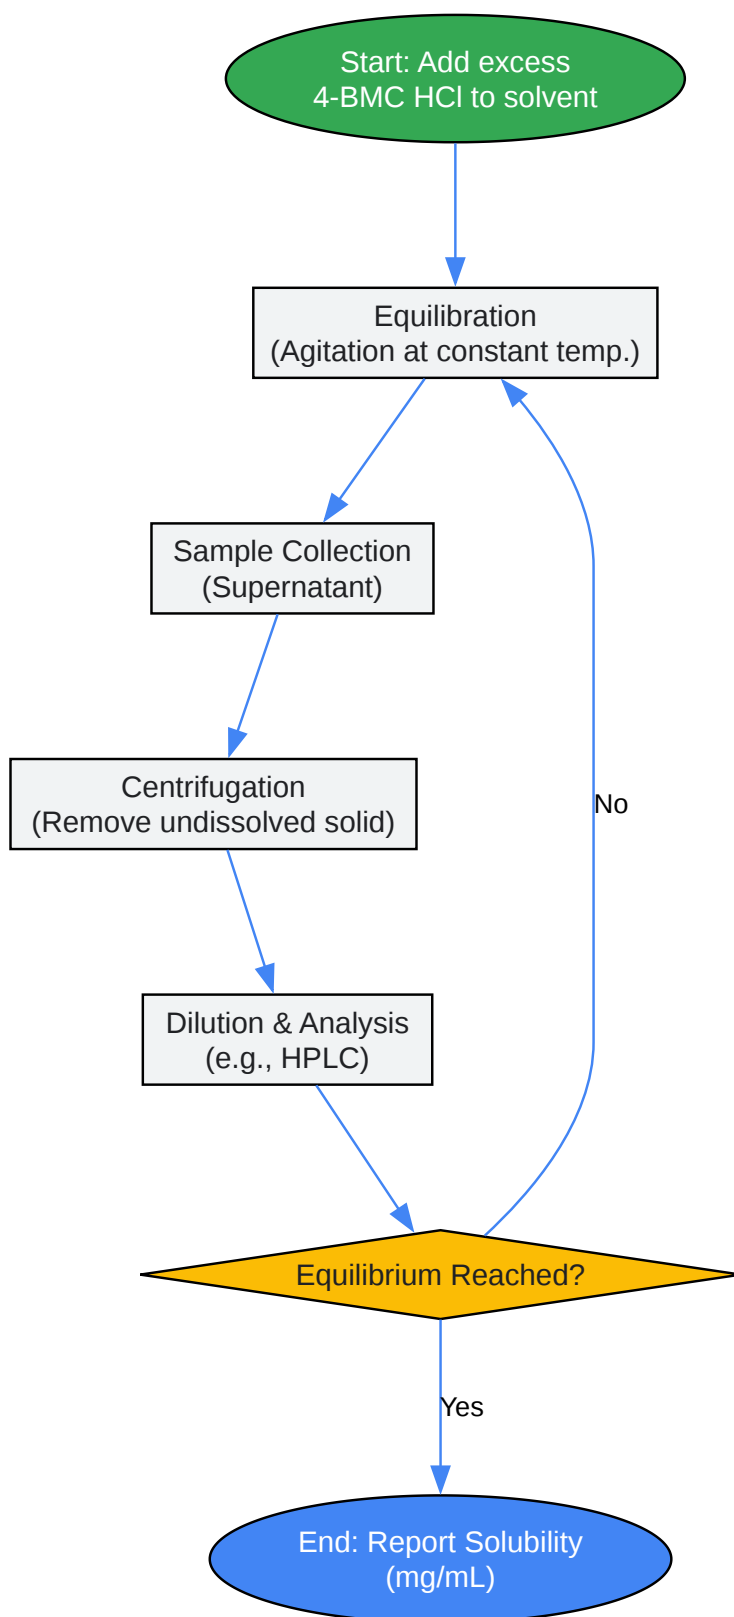 Start: Add excess
4-BMC HCl to solvent
Equilibration
(Agitation at constant temp.)
Sample Collection
(Supernatant)
Centrifugation
(Remove undissolved solid)
No
Dilution & Analysis
(e.g., HPLC)
Equilibrium Reached?
Yes
End: Report Solubility
(mg/mL)